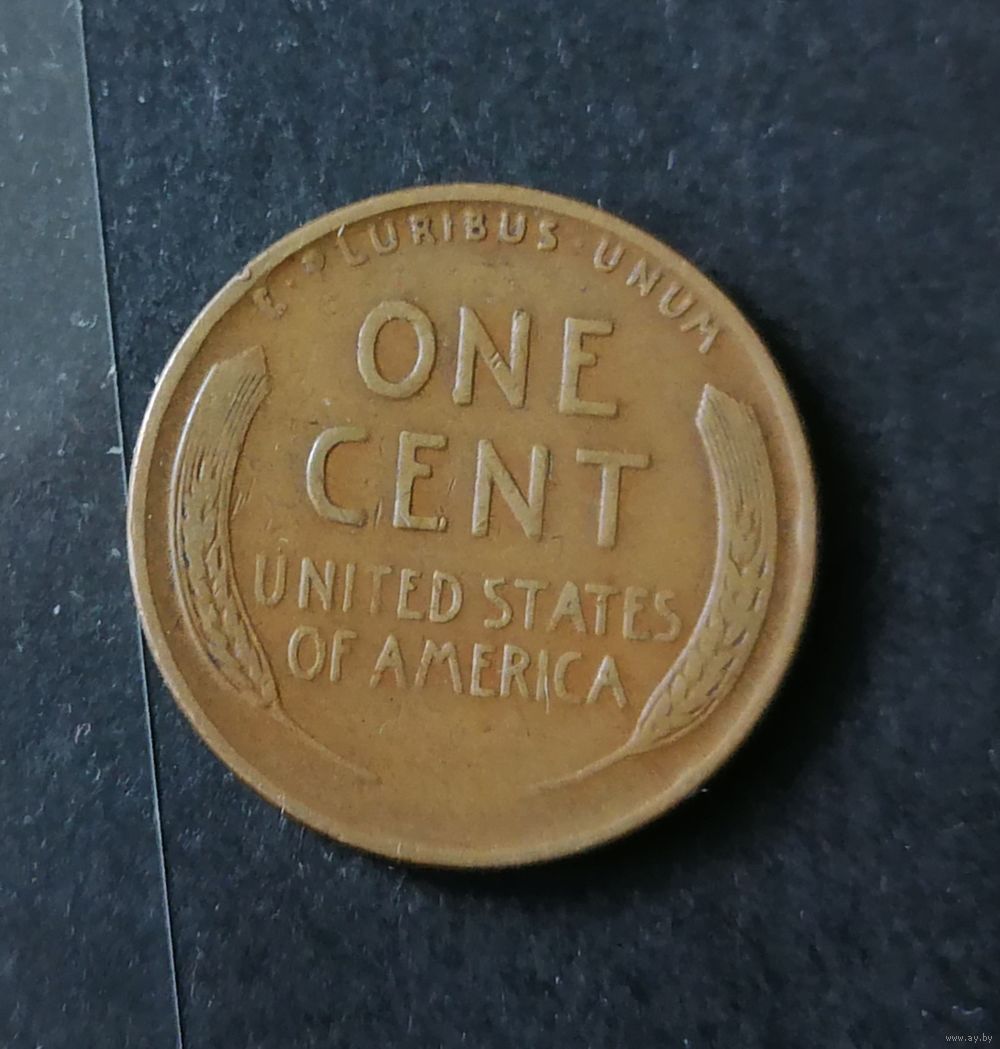 E · PLURIBUS · UNUM
ONE
CENT
UNITED STATES
OF AMERICA
www.ay.by